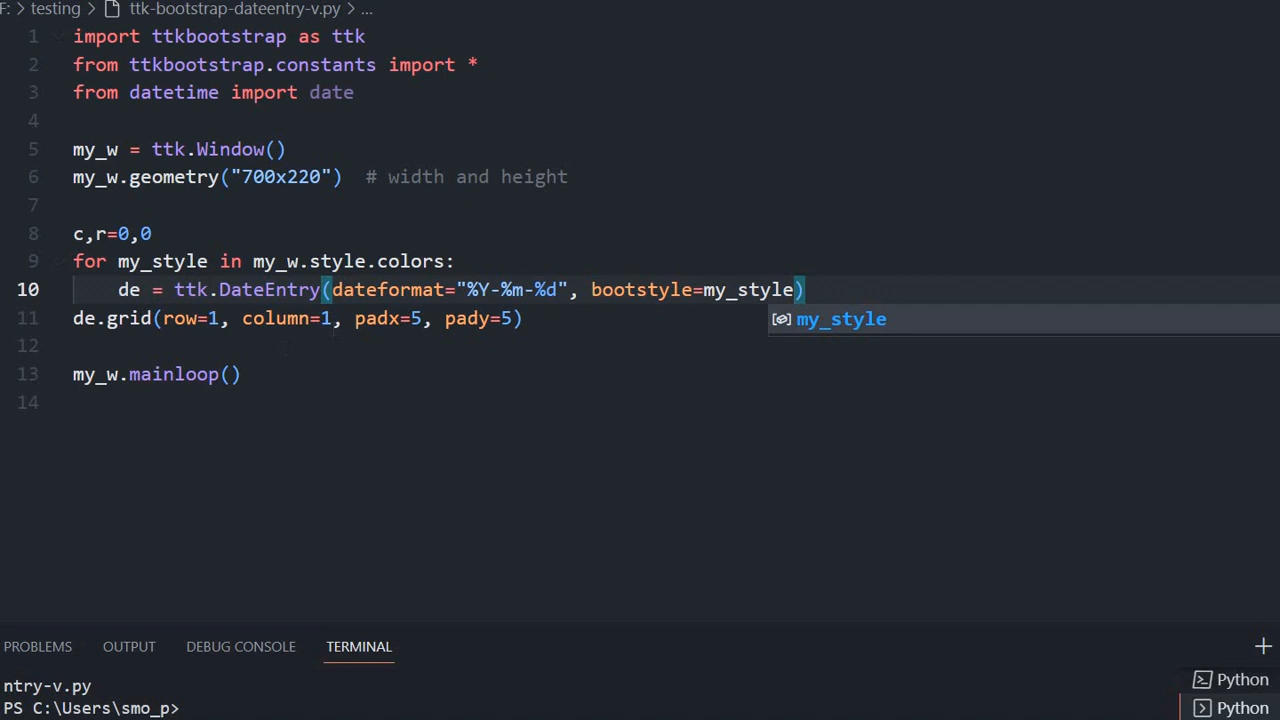 F: > testing > ttk-bootstrap-dateentry-v.py > ...
1 import ttkbootstrap as ttk
2 from ttkbootstrap.constants import *
3 from datetime import date
4
5 my_w = ttk.Window()
6 my_w.geometry("700x220")  # width and height
7
8 c,r=0,0
9 for my_style in my_w.style.colors:
10     de = ttk.DateEntry(dateformat="%Y-%m-%d", bootstyle=my_style)
my_style
11 de.grid(row=1, column=1, padx=5, pady=5)
12
13 my_w.mainloop()
14
PROBLEMS OUTPUT DEBUG CONSOLE TERMINAL
ntry-v.py
PS C:\Users\smo_p>
Python
Python